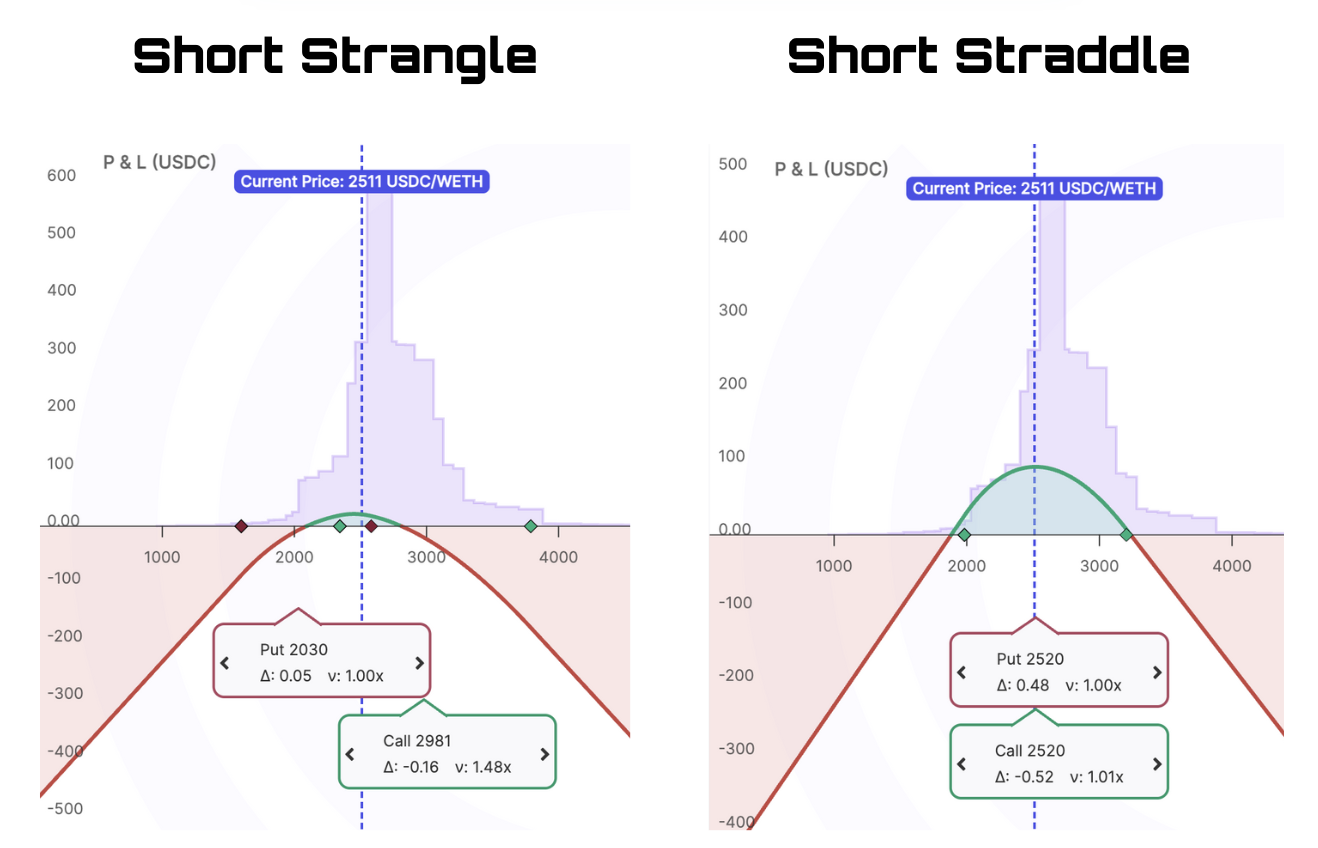 Short Strangle
P & L (USDC)
Current Price: 2511 USDC/WETH
600
500
400
300
200
100
0.00
-100
-200
-300
-400
-500
1000
2000
3000
4000
Put 2030
Δ: 0.05 ν: 1.00x
Call 2981
Δ: -0.16 ν: 1.48x
Short Straddle
P & L (USDC)
Current Price: 2511 USDC/WETH
500
400
300
200
100
0.00
-100
-200
-300
-400
1000
2000
3000
4000
Put 2520
Δ: 0.48 ν: 1.00x
Call 2520
Δ: -0.52 ν: 1.01x